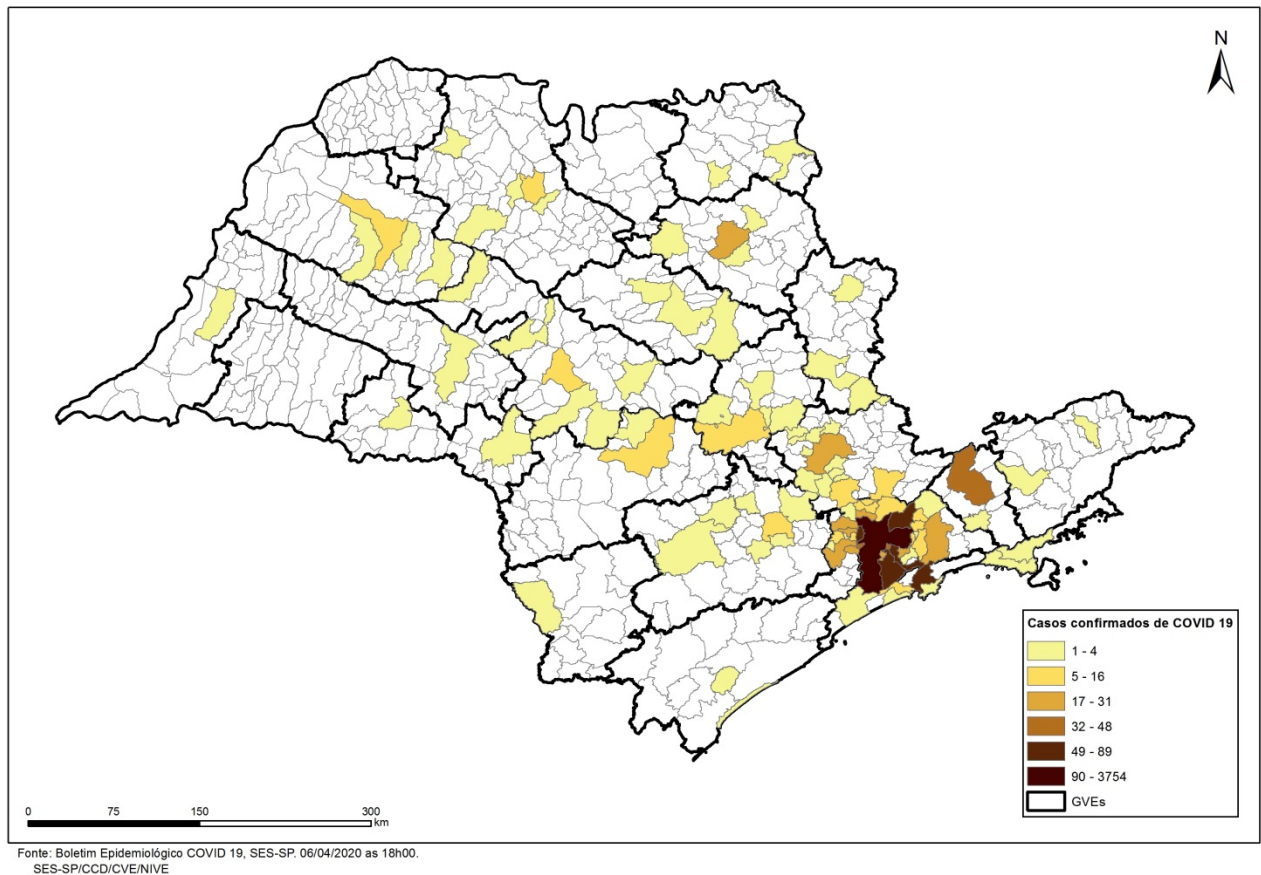 N
Casos confirmados de COVID 19
1 - 4
5 - 16
17 - 31
32 - 48
49 - 89
90 - 3754
GVEs
0 75 150 300
km
Fonte: Boletim Epidemiológico COVID 19, SES-SP. 06/04/2020 as 18h00.
SES-SP/CCD/CVE/NIVE